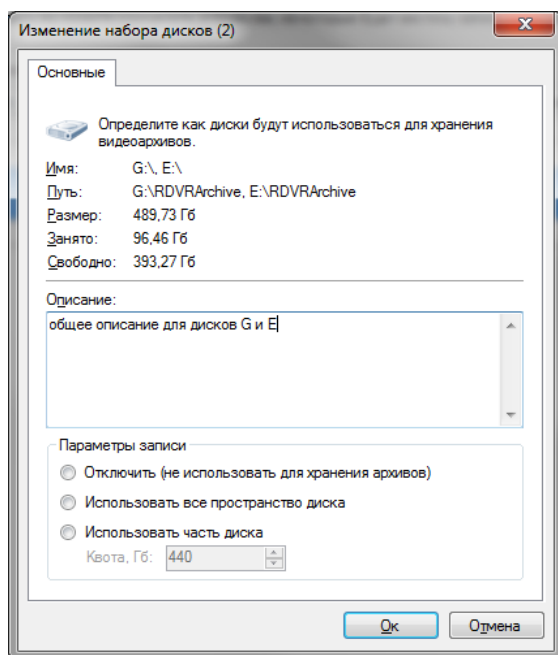 Изменение набора дисков (2)
Основные
Определите как диски будут использоваться для хранения
видеоархивов.
Имя: G:\, E:\
Путь: G:\RDVRArchive, E:\RDVRArchive
Размер: 489,73 Гб
Занято: 96,46 Гб
Свободно: 393,27 Гб
Описание:
общее описание для дисков G и E
Параметры записи
Отключить (не использовать для хранения архивов)
Использовать все пространство диска
Использовать часть диска
Квота, Гб: 440
Ок Отмена